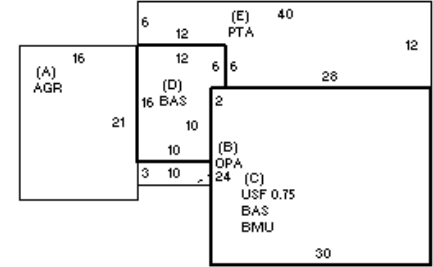 6
(E)
40
PTA
12
12
16
12
6
6
28
(A)
AGR
(D)
16
BAS
2
21
10
10
(B)
OPA
3
10
24
(C)
USF 0.75
BAS
BMU
30